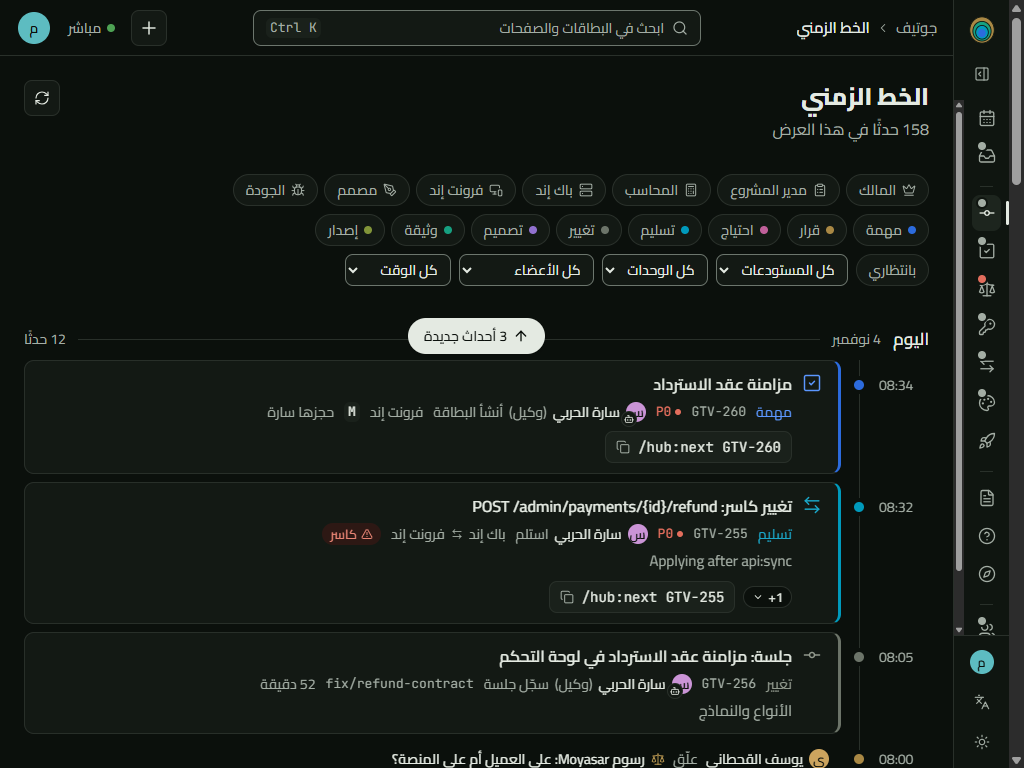 جوتيف › الخط الزمني
ابحث في البطاقات والصفحات Ctrl K
مباشر م
الخط الزمني
158 حدثًا في هذا العرض
المالك مدير المشروع المحاسب باك إند فرونت إند مصمم الجودة
مهمة قرار احتياج تسليم تغيير تصميم وثيقة إصدار
بانتظاري كل المستودعات كل الوحدات كل الأعضاء كل الوقت
3 أحداث جديدة
اليوم 4 نوفمبر 12 حدثًا
08:34
مزامنة عقد الاسترداد
مهمة GTV-260 P0 س سارة الحربي (وكيل) أنشأ البطاقة فرونت إند M حجزها سارة
/hub:next GTV-260
08:32
تغيير كاسر: POST /admin/payments/{id}/refund
تسليم GTV-255 P0 س سارة الحربي استلم باك إند ⇆ فرونت إند كاسر
Applying after api:sync
+1 /hub:next GTV-255
08:05
جلسة: مزامنة عقد الاسترداد في لوحة التحكم
تغيير GTV-256 س سارة الحربي (وكيل) سجّل جلسة fix/refund-contract 52 دقيقة
الأنواع والنماذج
08:00
ي يوسف القحطاني علّق رسوم Moyasar: على العميل أم على المنصة؟
م